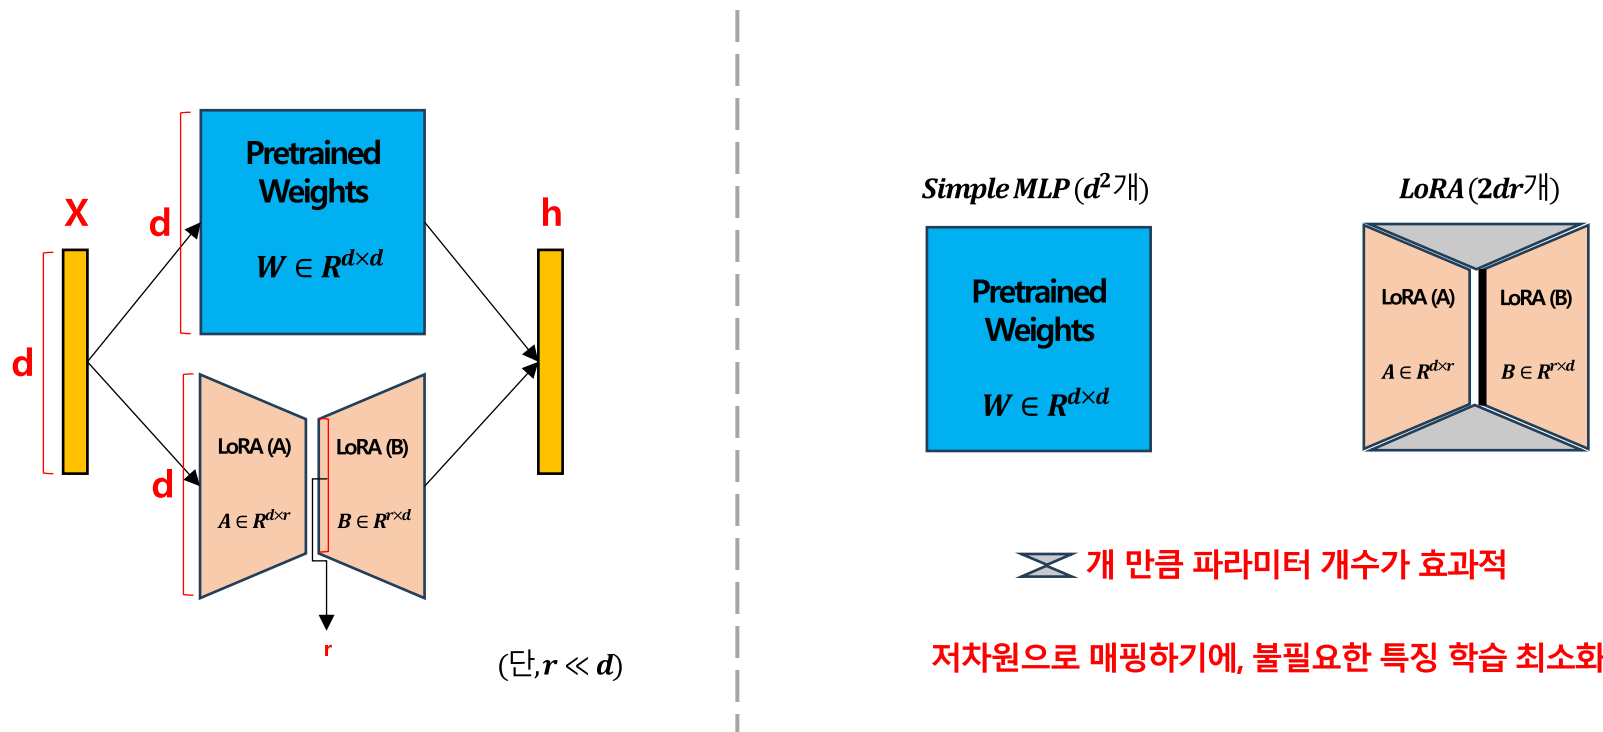 X
d
d
Pretrained
Weights
W ∈ R^{d×d}
h
d
LoRA (A)
A ∈ R^{d×r}
LoRA (B)
B ∈ R^{r×d}
r
(단, r ≪ d)
Simple MLP (d²개)
Pretrained
Weights
W ∈ R^{d×d}
LoRA (2dr개)
LoRA (A)
A ∈ R^{d×r}
LoRA (B)
B ∈ R^{r×d}
개 만큼 파라미터 개수가 효과적
저차원으로 매핑하기에, 불필요한 특징 학습 최소화